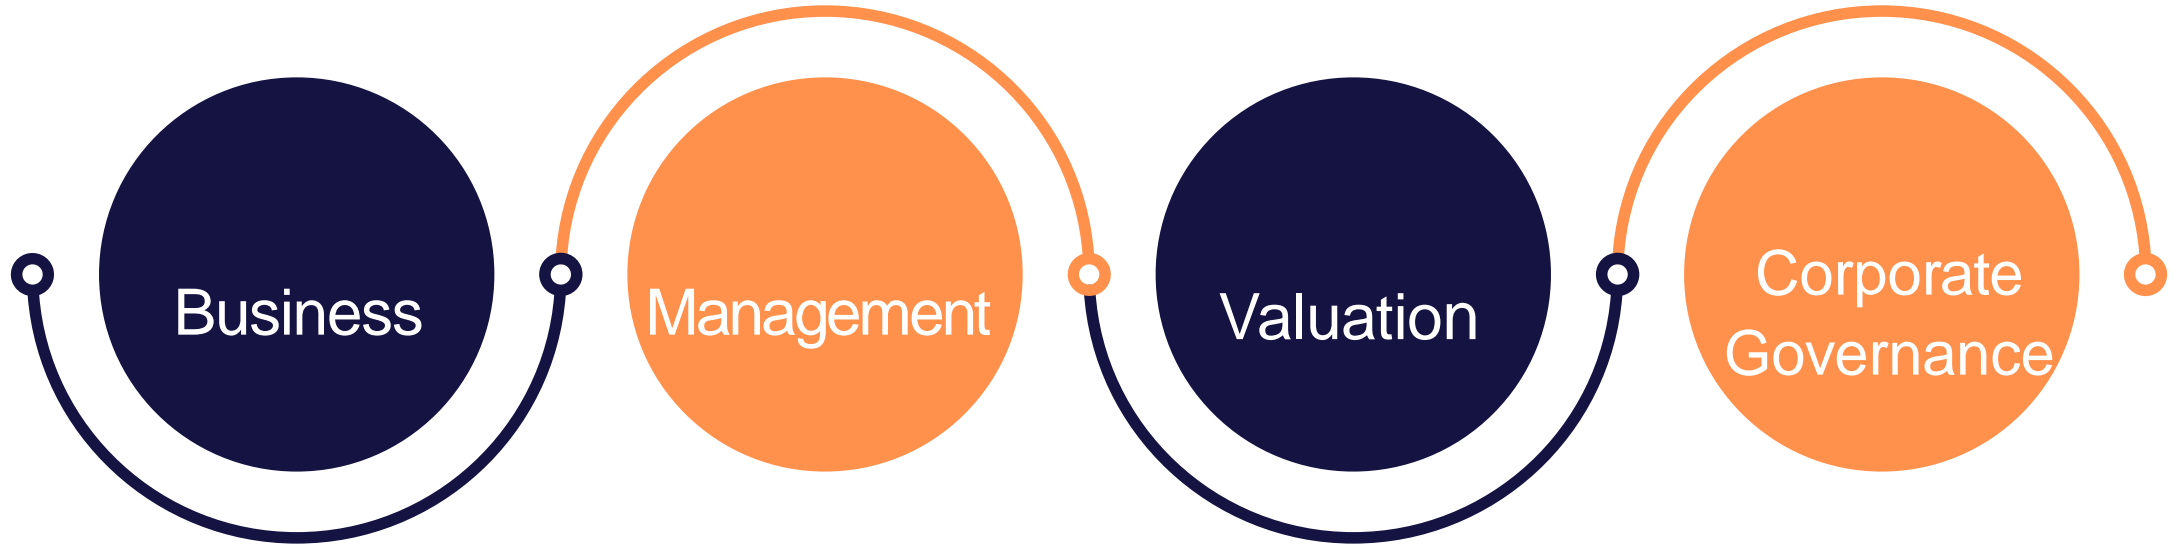 Business
Management
Valuation
Corporate
Governance